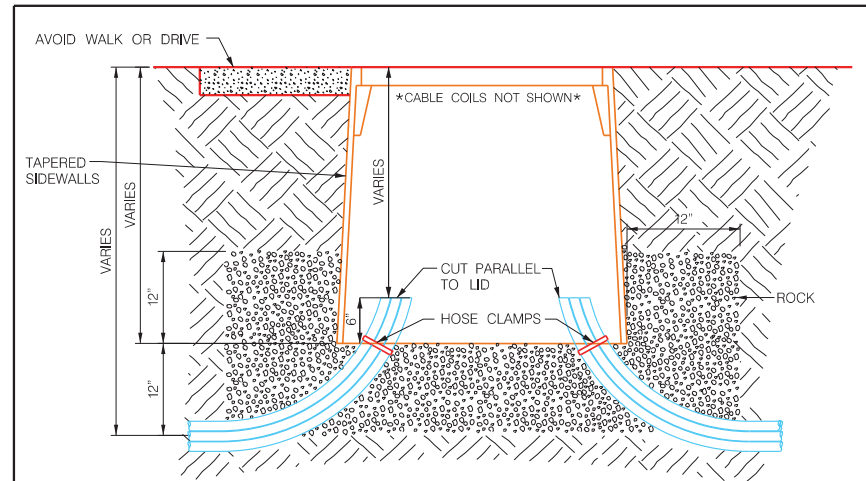 AVOID WALK OR DRIVE
*CABLE COILS NOT SHOWN*
TAPERED
SIDEWALLS
VARIES
VARIES
VARIES
12"
12"
12"
6"
CUT PARALLEL
TO LID
HOSE CLAMPS
ROCK